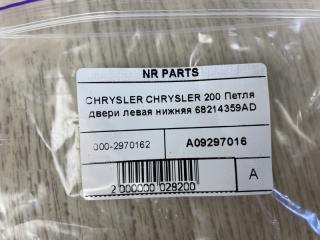 NR PARTS
CHRYSLER CHRYSLER 200 Петля
двери левая нижняя 68214359AD
000-2970162
A09297016
2 000000 028200
A